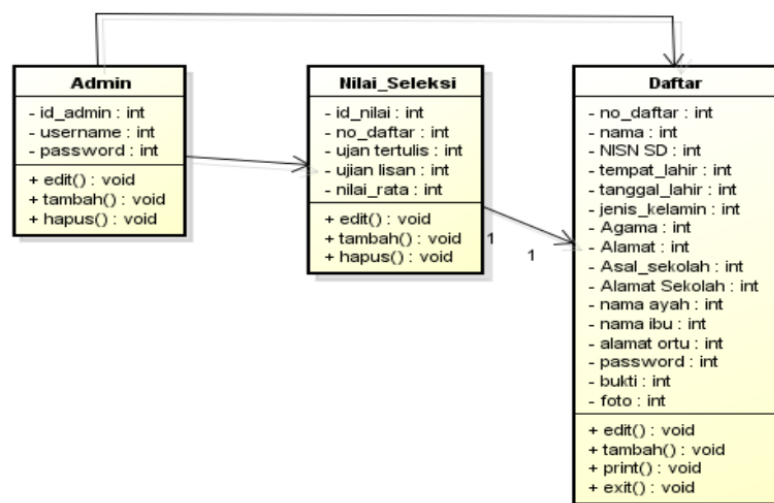 Admin
- id_admin : int
- username : int
- password : int
+ edit() : void
+ tambah() : void
+ hapus() : void
Nilai_Seleksi
- id_nilai : int
- no_daftar : int
- ujan tertulis : int
- ujian lisan : int
- nilai_rata : int
+ edit() : void
+ tambah() : void
+ hapus() : void
1
1
Daftar
- no_daftar : int
- nama : int
- NISN SD : int
- tempat_lahir : int
- tanggal_lahir : int
- jenis_kelamin : int
- Agama : int
- Alamat : int
- Asal_sekolah : int
- Alamat Sekolah : int
- nama ayah : int
- nama ibu : int
- alamat ortu : int
- password : int
- bukti : int
- foto : int
+ edit() : void
+ tambah() : void
+ print() : void
+ exit() : void